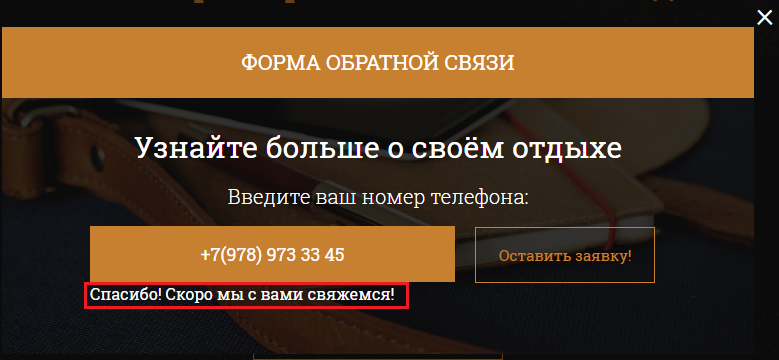 ФОРМА ОБРАТНОЙ СВЯЗИ
Узнайте больше о своём отдыхе
Введите ваш номер телефона:
+7(978) 973 33 45
Оставить заявку!
Спасибо! Скоро мы с вами свяжемся!